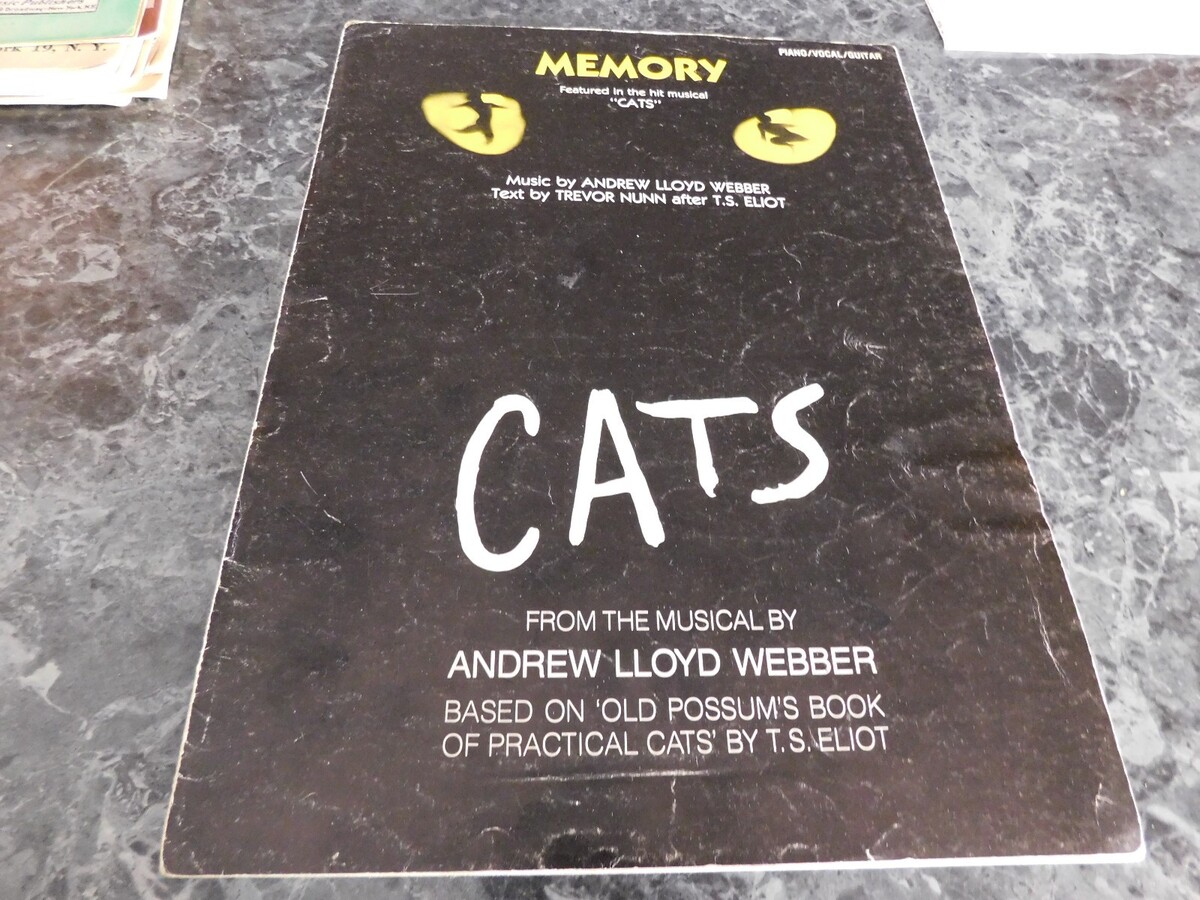 ork 19, N. Y.
MEMORY
PIANO/VOCAL/GUITAR
Featured in the hit musical
"CATS"
Music by ANDREW LLOYD WEBBER
Text by TREVOR NUNN after T.S. ELIOT
CATS
FROM THE MUSICAL BY
ANDREW LLOYD WEBBER
BASED ON 'OLD POSSUM'S BOOK
OF PRACTICAL CATS' BY T.S. ELIOT